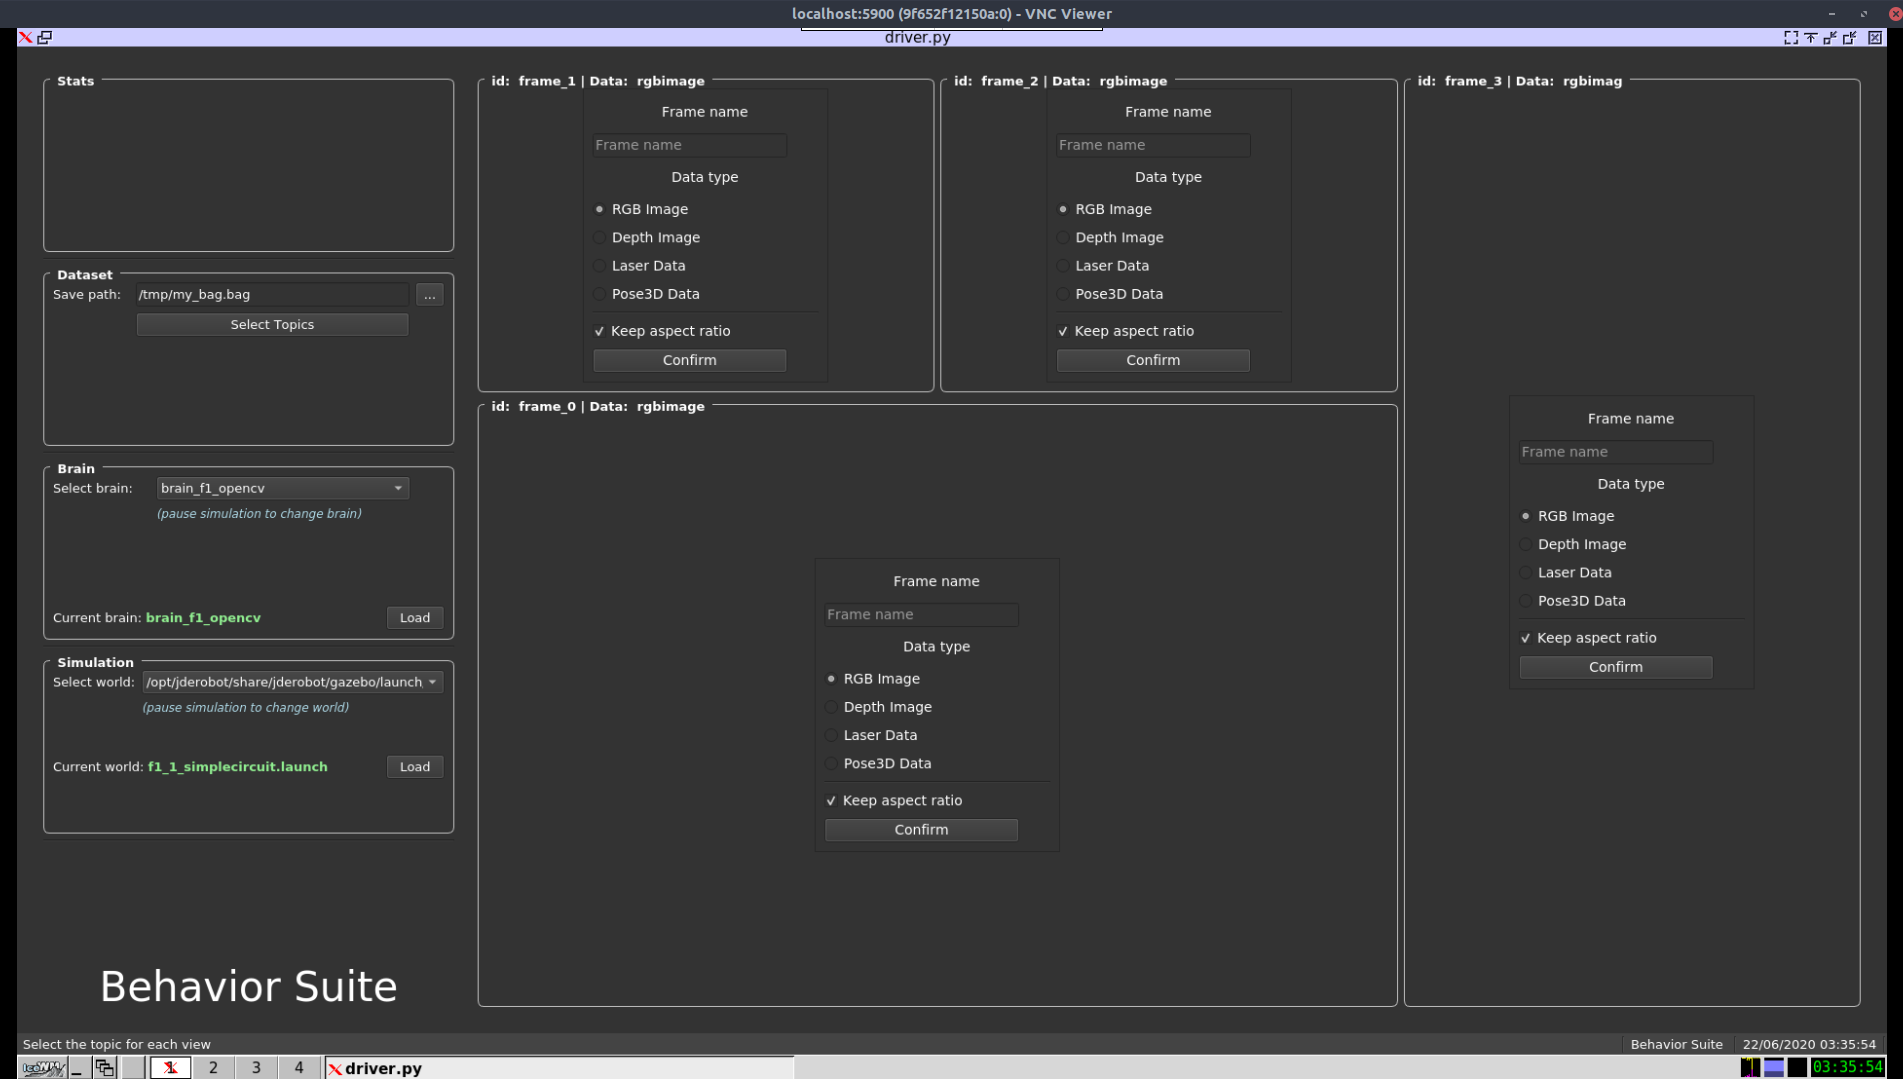 localhost:5900 (9f652f12150a:0) - VNC Viewer
driver.py
Stats
Dataset
Save path: /tmp/my_bag.bag ...
Select Topics
Brain
Select brain: brain_f1_opencv
(pause simulation to change brain)
Current brain: brain_f1_opencv Load
Simulation
Select world: /opt/jderobot/share/jderobot/gazebo/launch
(pause simulation to change world)
Current world: f1_1_simplecircuit.launch Load
Behavior Suite
id: frame_1 | Data: rgbimage
Frame name
Frame name
Data type
RGB Image
Depth Image
Laser Data
Pose3D Data
Keep aspect ratio
Confirm
id: frame_2 | Data: rgbimage
Frame name
Frame name
Data type
RGB Image
Depth Image
Laser Data
Pose3D Data
Keep aspect ratio
Confirm
id: frame_0 | Data: rgbimage
Frame name
Frame name
Data type
RGB Image
Depth Image
Laser Data
Pose3D Data
Keep aspect ratio
Confirm
id: frame_3 | Data: rgbimag
Frame name
Frame name
Data type
RGB Image
Depth Image
Laser Data
Pose3D Data
Keep aspect ratio
Confirm
Select the topic for each view
Behavior Suite 22/06/2020 03:35:54
IceWM 1 2 3 4 driver.py 03:35:54